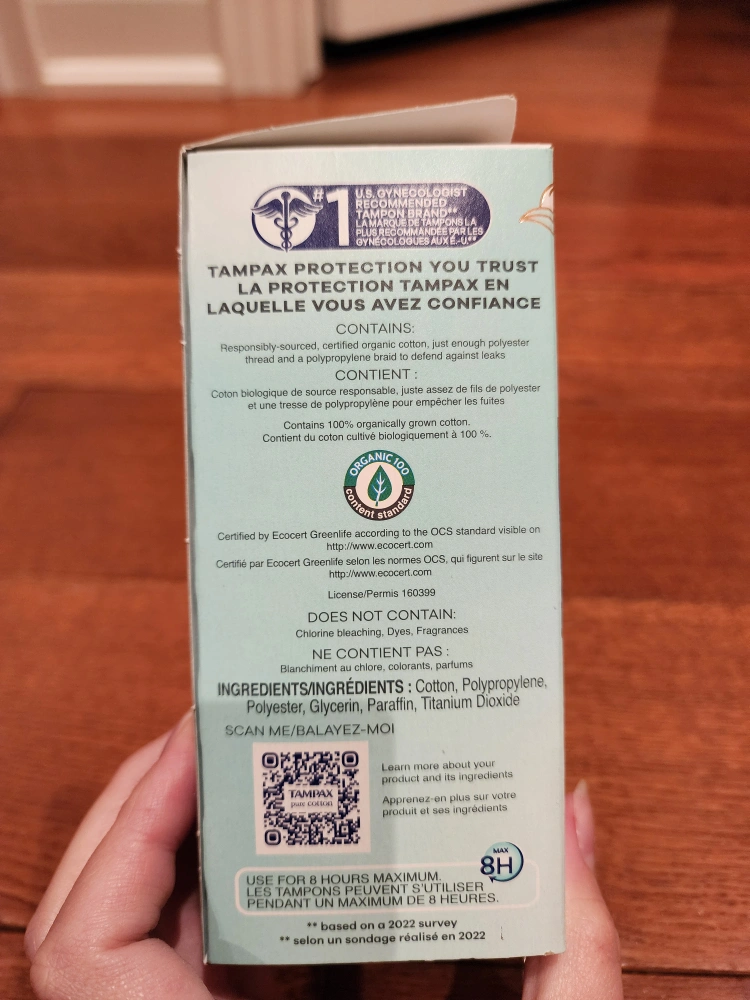 #1
U.S. GYNECOLOGIST
RECOMMENDED
TAMPON BRAND**
LA MARQUE DE TAMPONS LA
PLUS RECOMMANDÉE PAR LES
GYNÉCOLOGUES AUX É.-U.**
TAMPAX PROTECTION YOU TRUST
LA PROTECTION TAMPAX EN
LAQUELLE VOUS AVEZ CONFIANCE
CONTAINS:
Responsibly-sourced, certified organic cotton, just enough polyester
thread and a polypropylene braid to defend against leaks
CONTIENT :
Coton biologique de source responsable, juste assez de fils de polyester
et une tresse de polypropylène pour empêcher les fuites
Contains 100% organically grown cotton.
Contient du coton cultivé biologiquement à 100 %.
ORGANIC 100
content standard
Certified by Ecocert Greenlife according to the OCS standard visible on
http://www.ecocert.com
Certifié par Ecocert Greenlife selon les normes OCS, qui figurent sur le site
http://www.ecocert.com
License/Permis 160399
DOES NOT CONTAIN:
Chlorine bleaching, Dyes, Fragrances
NE CONTIENT PAS :
Blanchiment au chlore, colorants, parfums
INGREDIENTS/INGRÉDIENTS : Cotton, Polypropylene,
Polyester, Glycerin, Paraffin, Titanium Dioxide
SCAN ME/BALAYEZ-MOI
TAMPAX
pure cotton
Learn more about your
product and its ingredients
Apprenez-en plus sur votre
produit et ses ingrédients
MAX
8H
USE FOR 8 HOURS MAXIMUM.
LES TAMPONS PEUVENT S'UTILISER
PENDANT UN MAXIMUM DE 8 HEURES.
** based on a 2022 survey
** selon un sondage réalisé en 2022